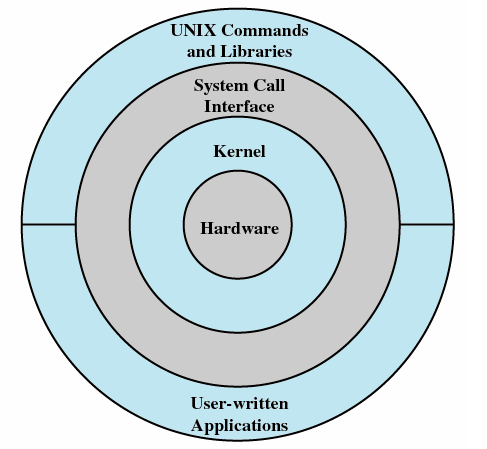 UNIX Commands
and Libraries
System Call
Interface
Kernel
Hardware
User-written
Applications